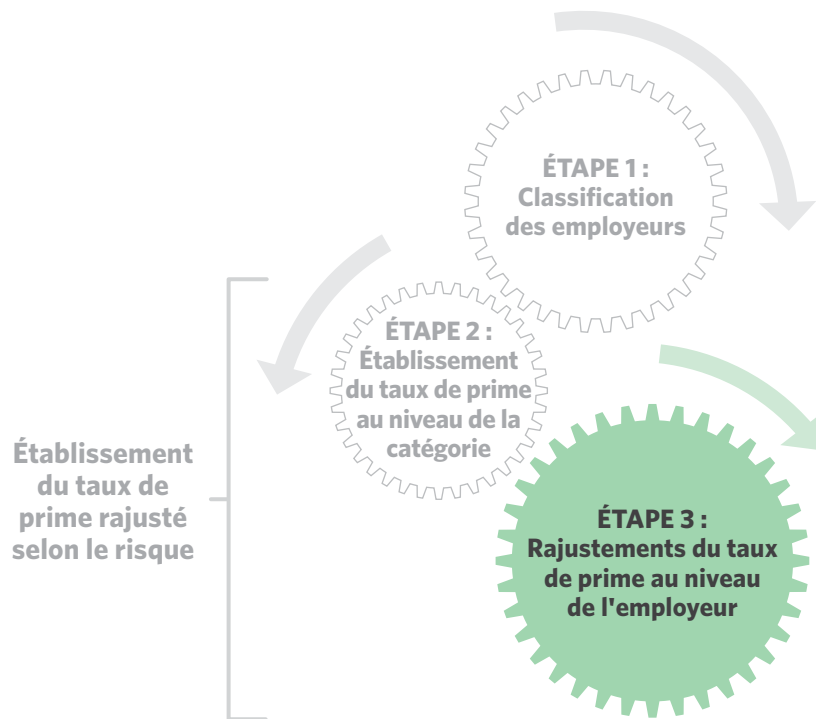 ÉTAPE 1 :
Classification
des employeurs
ÉTAPE 2 :
Établissement
du taux de prime
au niveau de la
catégorie
Établissement
du taux de
prime rajusté
selon le risque
ÉTAPE 3 :
Rajustements du taux
de prime au niveau
de l'employeur